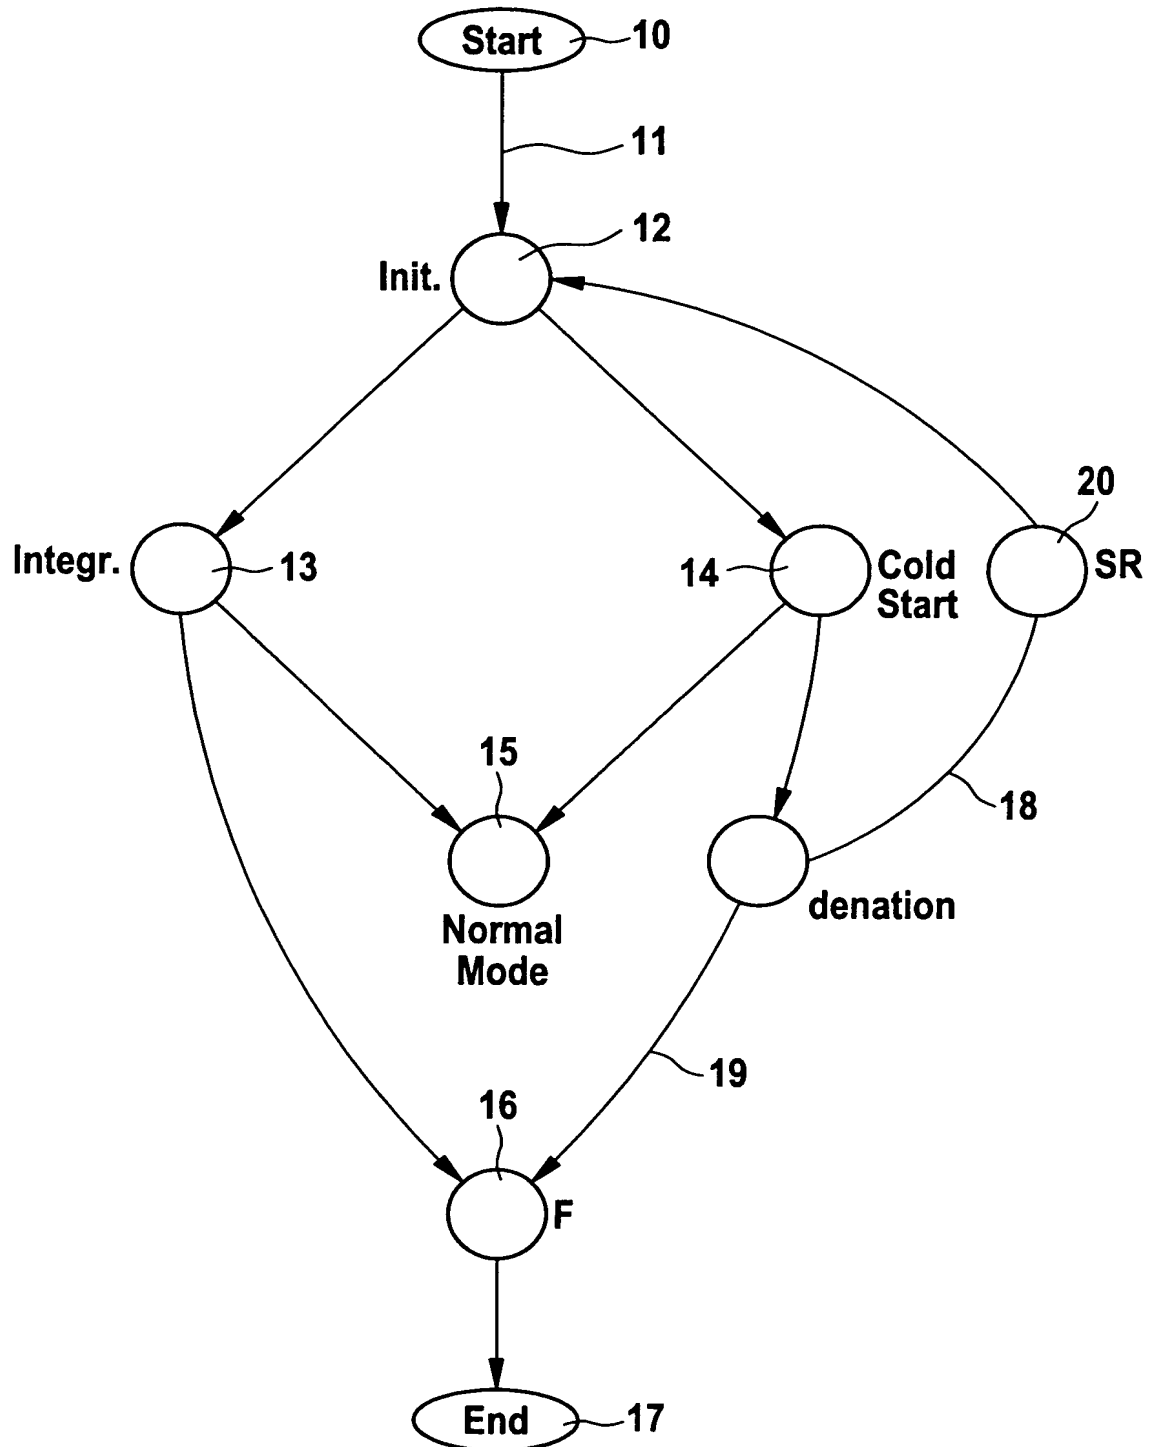 Start
10
11
12
Init.
20
Integr.
13
14
Cold
Start
SR
15
18
Normal
Mode
denation
19
16
F
End
17